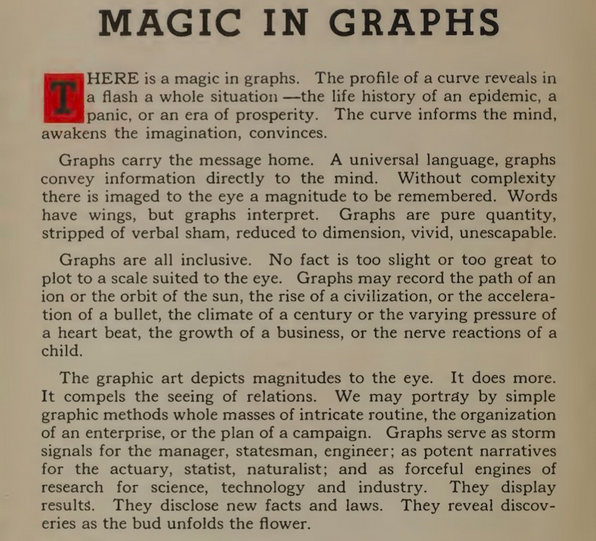 MAGIC IN GRAPHS
THERE is a magic in graphs. The profile of a curve reveals in
a flash a whole situation —the life history of an epidemic, a
panic, or an era of prosperity. The curve informs the mind,
awakens the imagination, convinces.
Graphs carry the message home. A universal language, graphs
convey information directly to the mind. Without complexity
there is imaged to the eye a magnitude to be remembered. Words
have wings, but graphs interpret. Graphs are pure quantity,
stripped of verbal sham, reduced to dimension, vivid, unescapable.
Graphs are all inclusive. No fact is too slight or too great to
plot to a scale suited to the eye. Graphs may record the path of an
ion or the orbit of the sun, the rise of a civilization, or the accelera-
tion of a bullet, the climate of a century or the varying pressure of
a heart beat, the growth of a business, or the nerve reactions of a
child.
The graphic art depicts magnitudes to the eye. It does more.
It compels the seeing of relations. We may portray by simple
graphic methods whole masses of intricate routine, the organization
of an enterprise, or the plan of a campaign. Graphs serve as storm
signals for the manager, statesman, engineer; as potent narratives
for the actuary, statist, naturalist; and as forceful engines of
research for science, technology and industry. They display
results. They disclose new facts and laws. They reveal discov-
eries as the bud unfolds the flower.